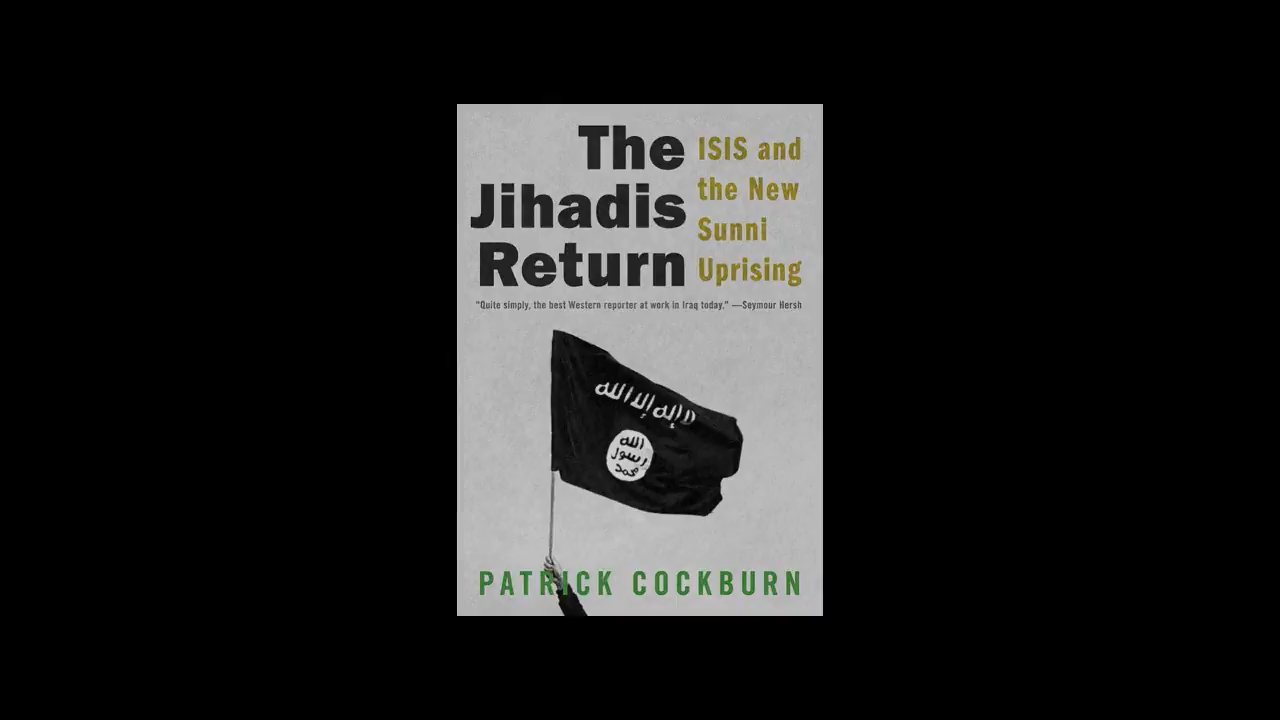 The
Jihadis
Return
ISIS and
the New
Sunni
Uprising
"Quite simply, the best Western reporter at work in Iraq today." —Seymour Hersh
لا إله إلا الله
الله
رسول
محمد
PATRICK COCKBURN